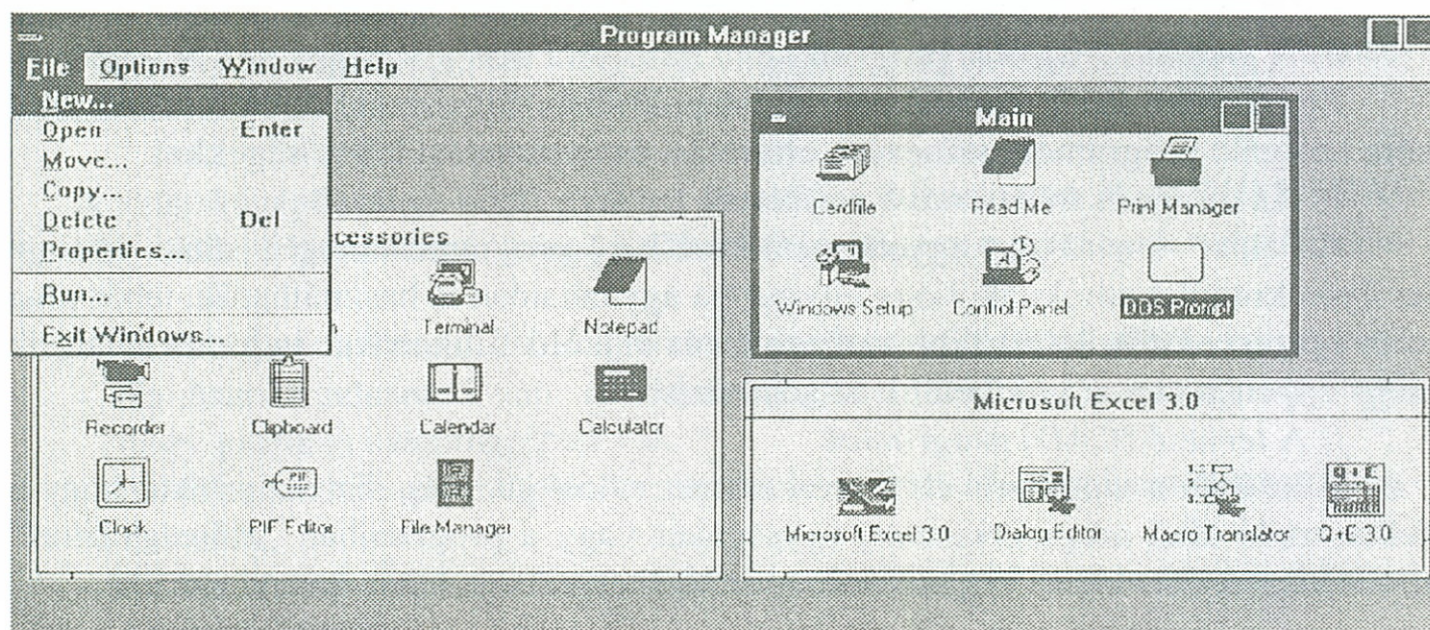 Program Manager
File Options Window Help
New...
Open Enter
Move...
Copy...
Delete Del
Properties...
Run...
Exit Windows...
ccessories
Terminal Notepad
Recorder Clipboard Calendar Calculator
Clock PIF Editor File Manager
PIF
Main
Cardfile Read Me Print Manager
Windows Setup Control Panel DOS Prompt
Microsoft Excel 3.0
Q+E
Microsoft Excel 3.0 Dialog Editor Macro Translator Q+E 3.0